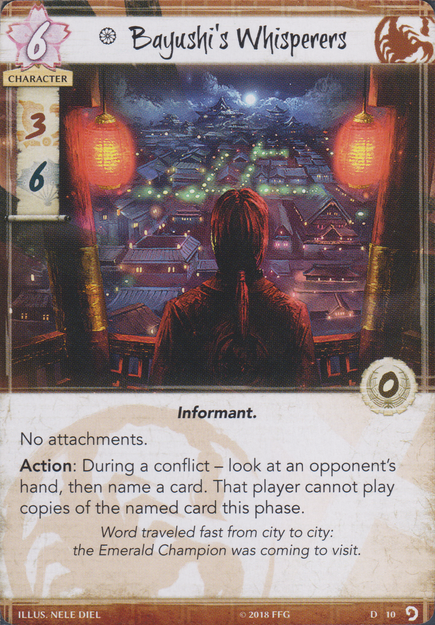 6
Bayushi's Whisperers
CHARACTER
3
6
0
Informant.
No attachments.
Action: During a conflict – look at an opponent's
hand, then name a card. That player cannot play
copies of the named card this phase.
Word traveled fast from city to city:
the Emerald Champion was coming to visit.
ILLUS. NELE DIEL © 2018 FFG D 10